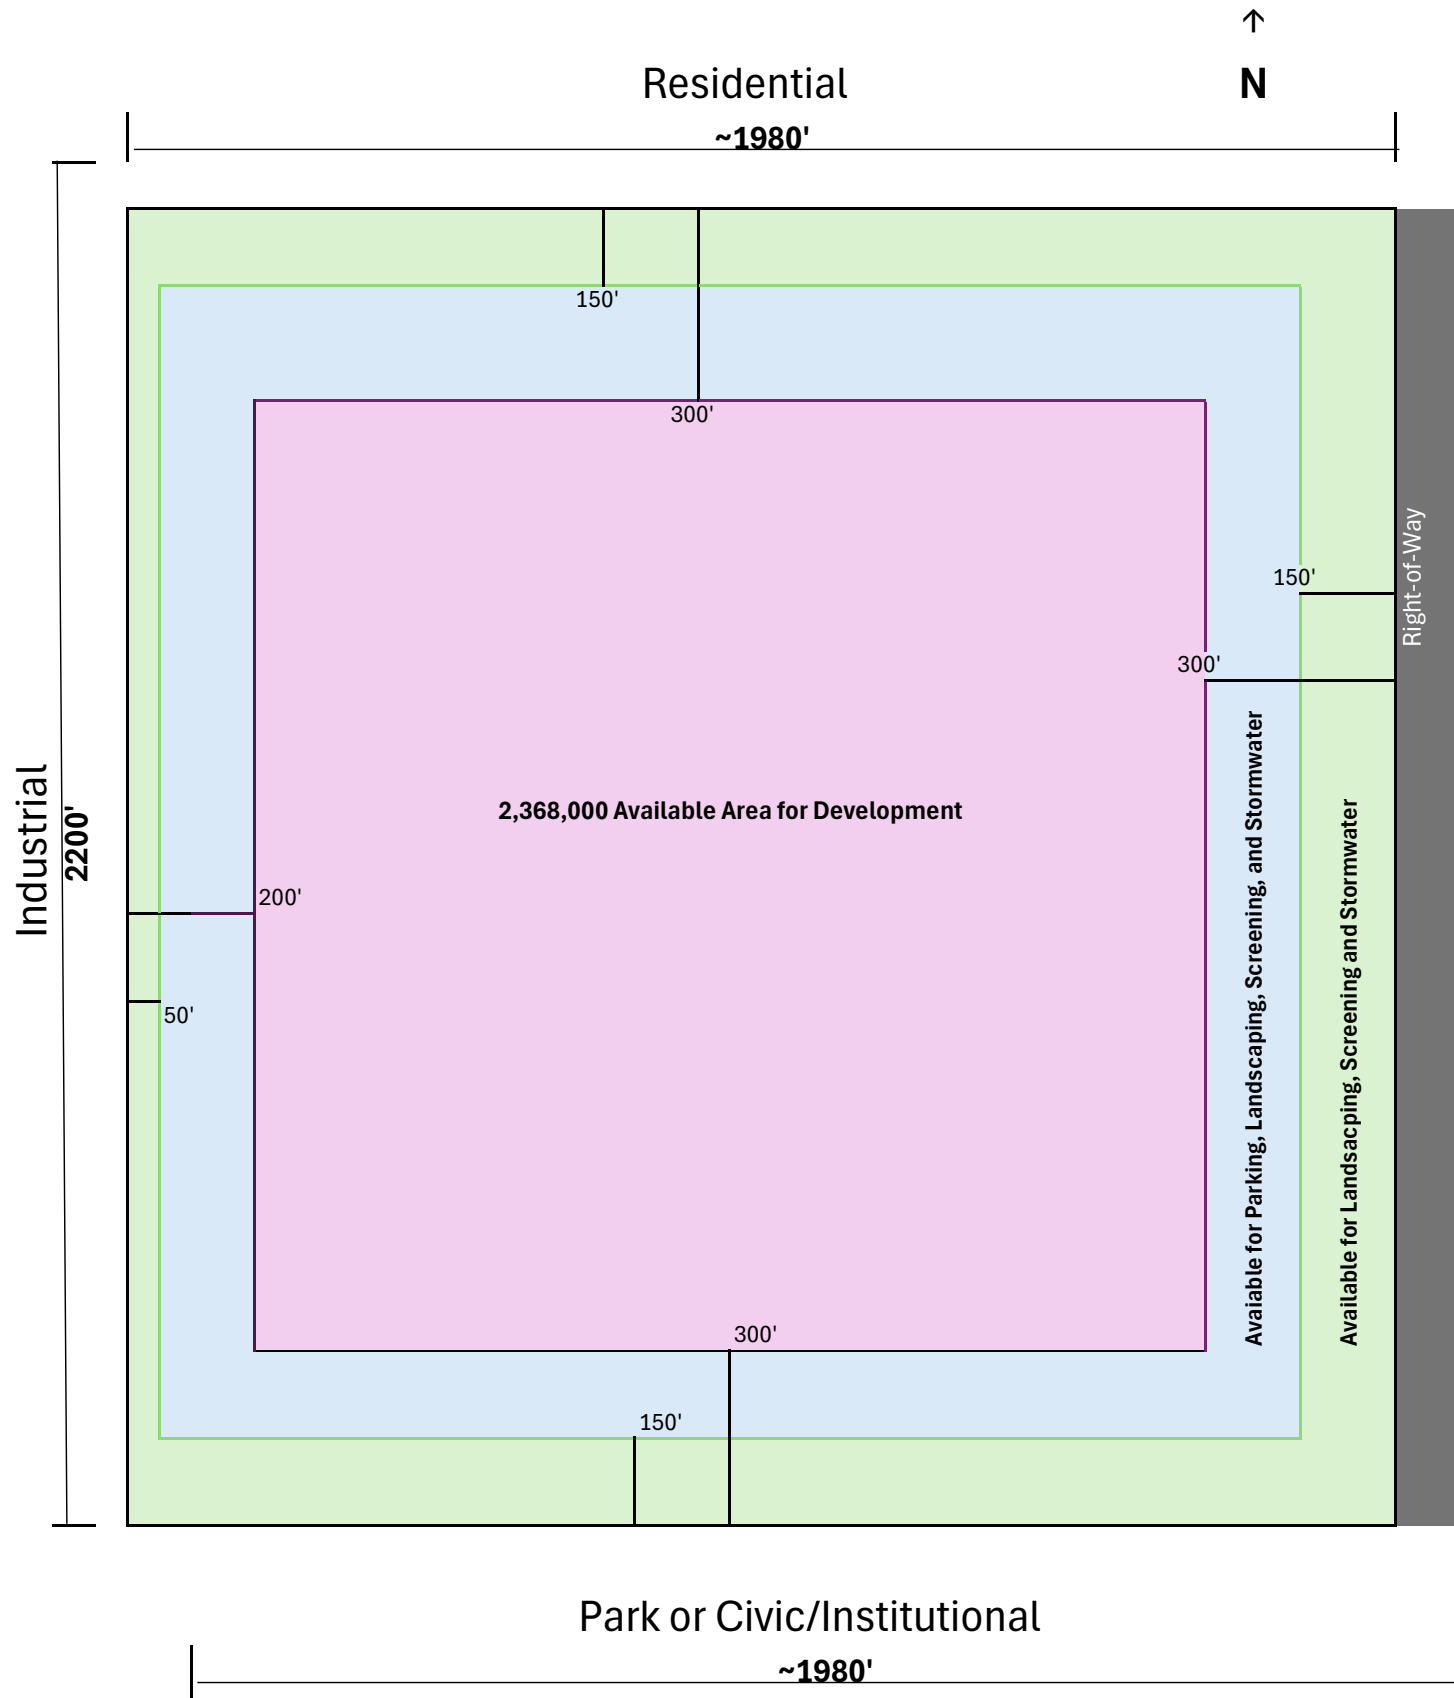 ↑
Residential
N
~1980'
150'
300'
150'
Right-of-Way
300'
Avaiable for Parking, Landscaping, Screening, and Stormwater
Available for Landsacping, Screening and Stormwater
2,368,000 Available Area for Development
Industrial
2200'
200'
50'
300'
150'
Park or Civic/Institutional
~1980'